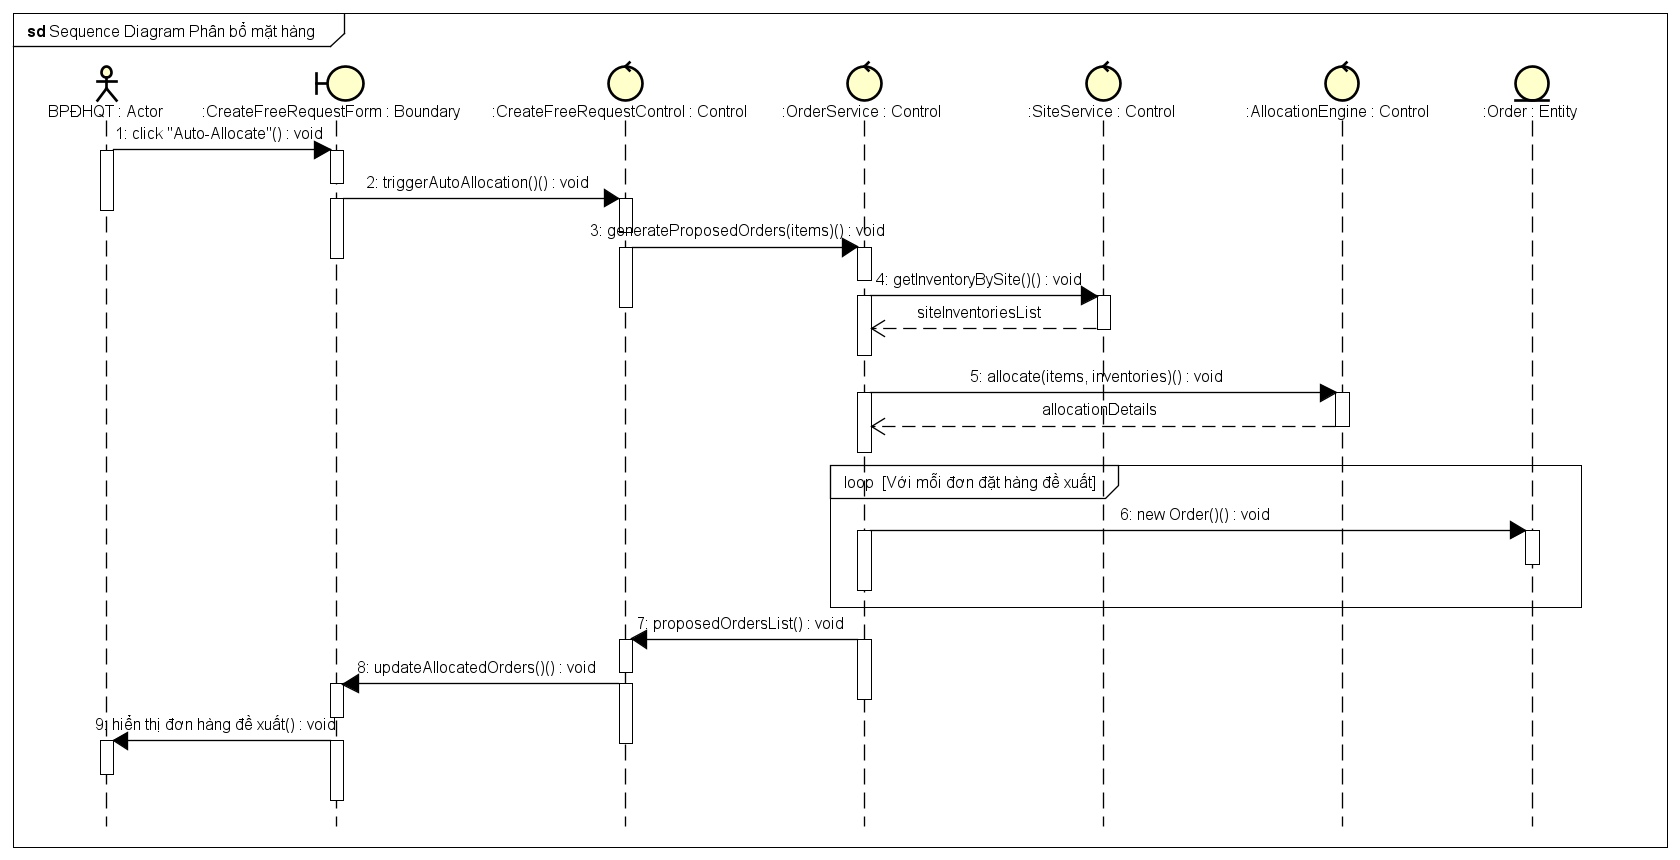 sd Sequence Diagram Phân bổ mặt hàng
BPĐHQT : Actor
:CreateFreeRequestForm : Boundary
:CreateFreeRequestControl : Control
:OrderService : Control
:SiteService : Control
:AllocationEngine : Control
:Order : Entity
1: click "Auto-Allocate"() : void
2: triggerAutoAllocation()() : void
3: generateProposedOrders(items)() : void
4: getInventoryBySite()() : void
siteInventoriesList
5: allocate(items, inventories)() : void
allocationDetails
loop [Với mỗi đơn đặt hàng đề xuất]
6: new Order()() : void
7: proposedOrdersList() : void
8: updateAllocatedOrders()() : void
9: hiển thị đơn hàng đề xuất() : void